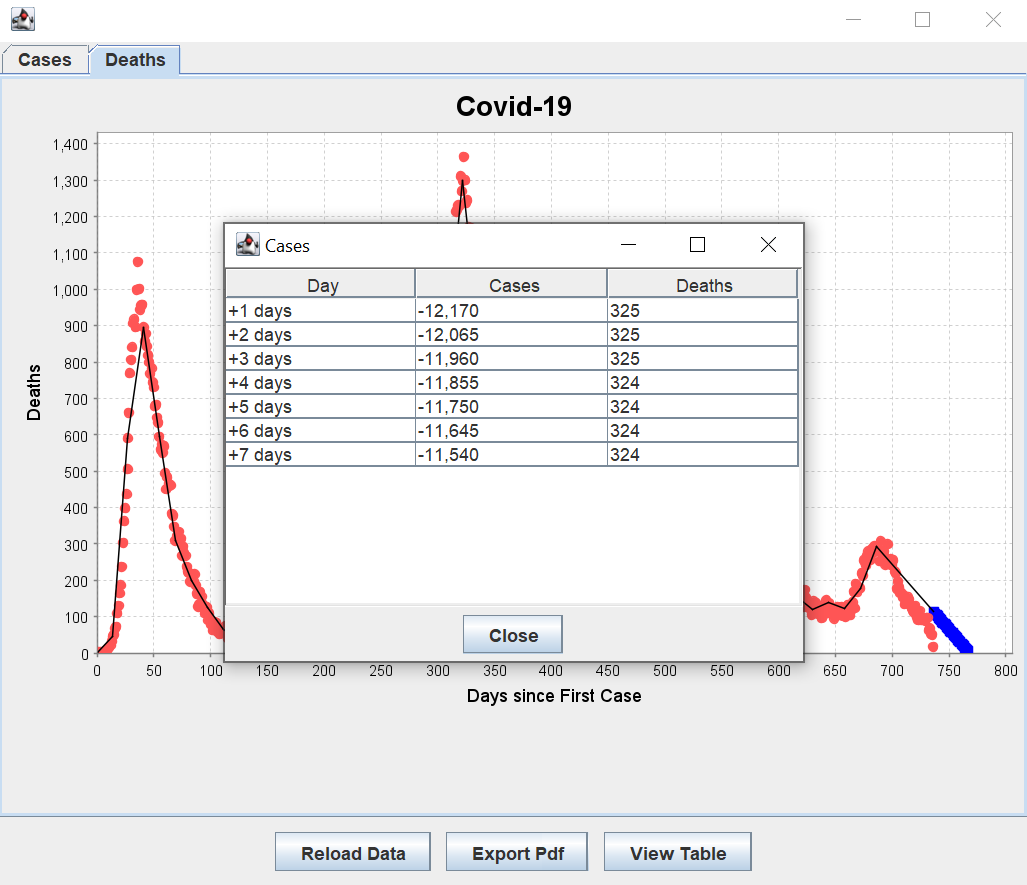 Cases Deaths
Covid-19
1,400
1,300
1,200
1,100
1,000
900
800
700
600
500
400
300
200
100
0
Deaths
Cases
Day Cases Deaths
+1 days -12,170 325
+2 days -12,065 325
+3 days -11,960 325
+4 days -11,855 324
+5 days -11,750 324
+6 days -11,645 324
+7 days -11,540 324
Close
0 50 100 150 200 250 300 350 400 450 500 550 600 650 700 750 800
Days since First Case
Reload Data Export Pdf View Table